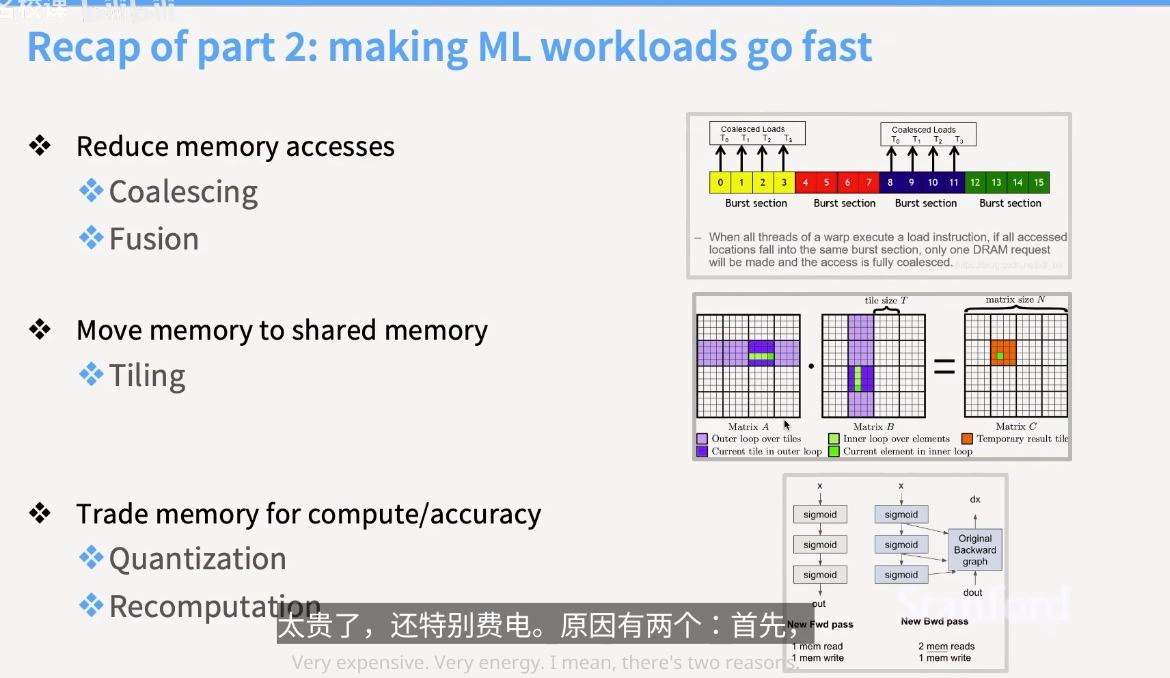 名校课
Recap of part 2: making ML workloads go fast
❖ Reduce memory accesses
❖ Coalescing
❖ Fusion
❖ Move memory to shared memory
❖ Tiling
❖ Trade memory for compute/accuracy
❖ Quantization
❖ Recomputation
Coalesced Loads
T₀ T₁ T₂ T₃
Coalesced Loads
T₀ T₁ T₂ T₃
0 1 2 3 4 5 6 7 8 9 10 11 12 13 14 15
Burst section Burst section Burst section Burst section
– When all threads of a warp execute a load instruction, if all accessed
locations fall into the same burst section, only one DRAM request
will be made and the access is fully coalesced.
tile size T
matrix size N
Matrix A
Matrix B
Matrix C
Outer loop over tiles
Inner loop over elements
Temporary result tile
Current tile in outer loop
Current element in inner loop
x
sigmoid
sigmoid
sigmoid
out
New Fwd pass
1 mem read
1 mem write
x
sigmoid
sigmoid
sigmoid
dx
Original
Backward
graph
dout
New Bwd pass
2 mem reads
1 mem write
Stanford
太贵了，还特别费电。原因有两个：首先，
Very expensive. Very energy. I mean, there's two reasons.